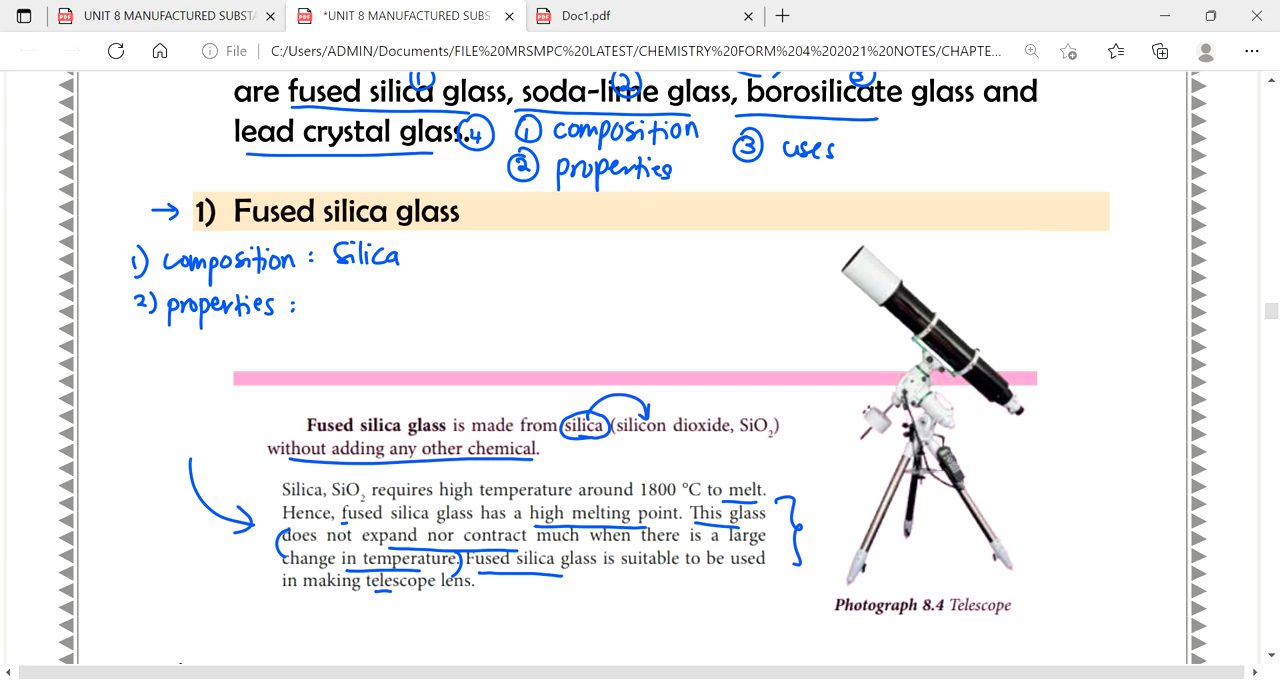 UNIT 8 MANUFACTURED SUBSTA
*UNIT 8 MANUFACTURED SUBS
Doc1.pdf
File
C:/Users/ADMIN/Documents/FILE%20MRSMPC%20LATEST/CHEMISTRY%20FORM%204%202021%20NOTES/CHAPTE...
are fused silica glass, soda-lime glass, borosilicate glass and
lead crystal glass.
① ② ③ ④
① composition
② properties
③ uses
→ 1) Fused silica glass
1) composition : Silica
2) properties :
Fused silica glass is made from silica (silicon dioxide, SiO₂)
without adding any other chemical.
Silica, SiO₂ requires high temperature around 1800 °C to melt.
Hence, fused silica glass has a high melting point. This glass
does not expand nor contract much when there is a large
change in temperature. Fused silica glass is suitable to be used
in making telescope lens.
Photograph 8.4 Telescope